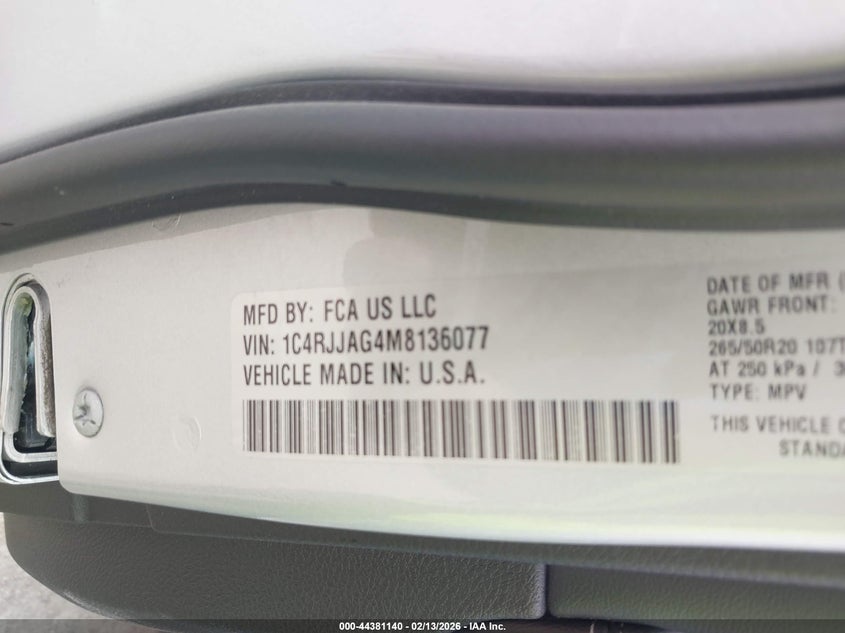 MFD BY: FCA US LLC
VIN: 1C4RJJAG4M8136077
VEHICLE MADE IN: U.S.A.
DATE OF MFR (
GAWR FRONT:
20X8.5
265/50R20 107T
AT 250 kPa /
TYPE: MPV
THIS VEHICLE
STANDA
000-44381140 - 02/13/2026 - IAA Inc.